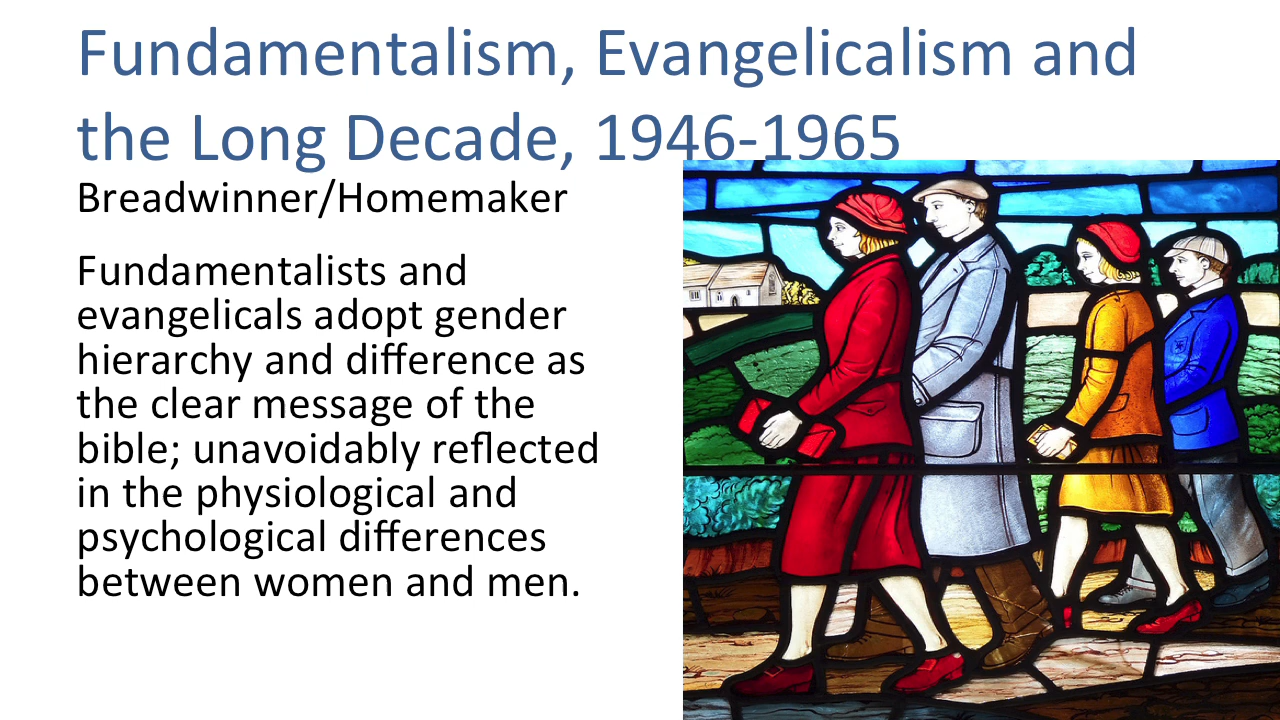 Fundamentalism, Evangelicalism and
the Long Decade, 1946-1965
Breadwinner/Homemaker
Fundamentalists and
evangelicals adopt gender
hierarchy and difference as
the clear message of the
bible; unavoidably reflected
in the physiological and
psychological differences
between women and men.